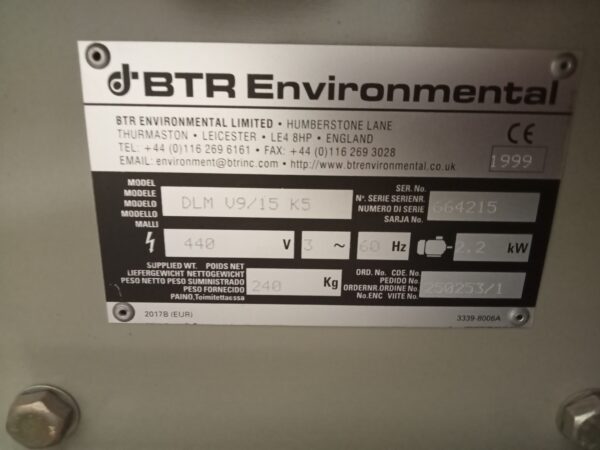 BTR Environmental
BTR ENVIRONMENTAL LIMITED • HUMBERSTONE LANE
THURMASTON • LEICESTER • LE4 8HP • ENGLAND
TEL: +44 (0)116 269 6161 • FAX: +44 (0)116 269 3028
EMAIL: environment@btrinc.com • http://www.btrenvironmental.co.uk
CE
1999
MODEL
MODELE
MODELO
MODELLO
MALLI
DLM V9/15 K5
SER. No.
Nº. SERIE SERIENR.
NUMERO DI SERIE
SARJA No.
664215
440 V 3 ~ 60 Hz 2.2 kW
SUPPLIED WT. POIDS NET
LIEFERGEWICHT NETTOGEWICHT
PESO NETTO PESO SUMINISTRADO
PESO FORNECIDO
PAINO,Toimitettaessa
240 Kg
ORD. No. CDE. No.
PEDIDO No.
ORDERNR.ORDINE No.
No.ENC VIITE No.
250253/1
2017B (EUR)
3339-8006A